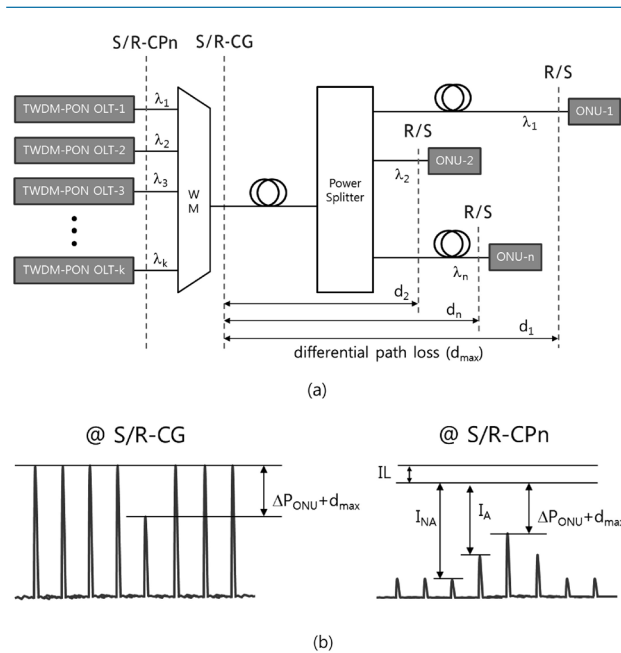 S/R-CPn S/R-CG
R/S
TWDM-PON OLT-1 λ1 λ1 ONU-1
R/S
TWDM-PON OLT-2 λ2 λ2 ONU-2
TWDM-PON OLT-3 λ3
WM
Power
Splitter
R/S
TWDM-PON OLT-k λk λn ONU-n
d2
dn
d1
differential path loss (dmax)
(a)
@ S/R-CG
ΔPONU+dmax
@ S/R-CPn
IL
INA
IA
ΔPONU+dmax
(b)